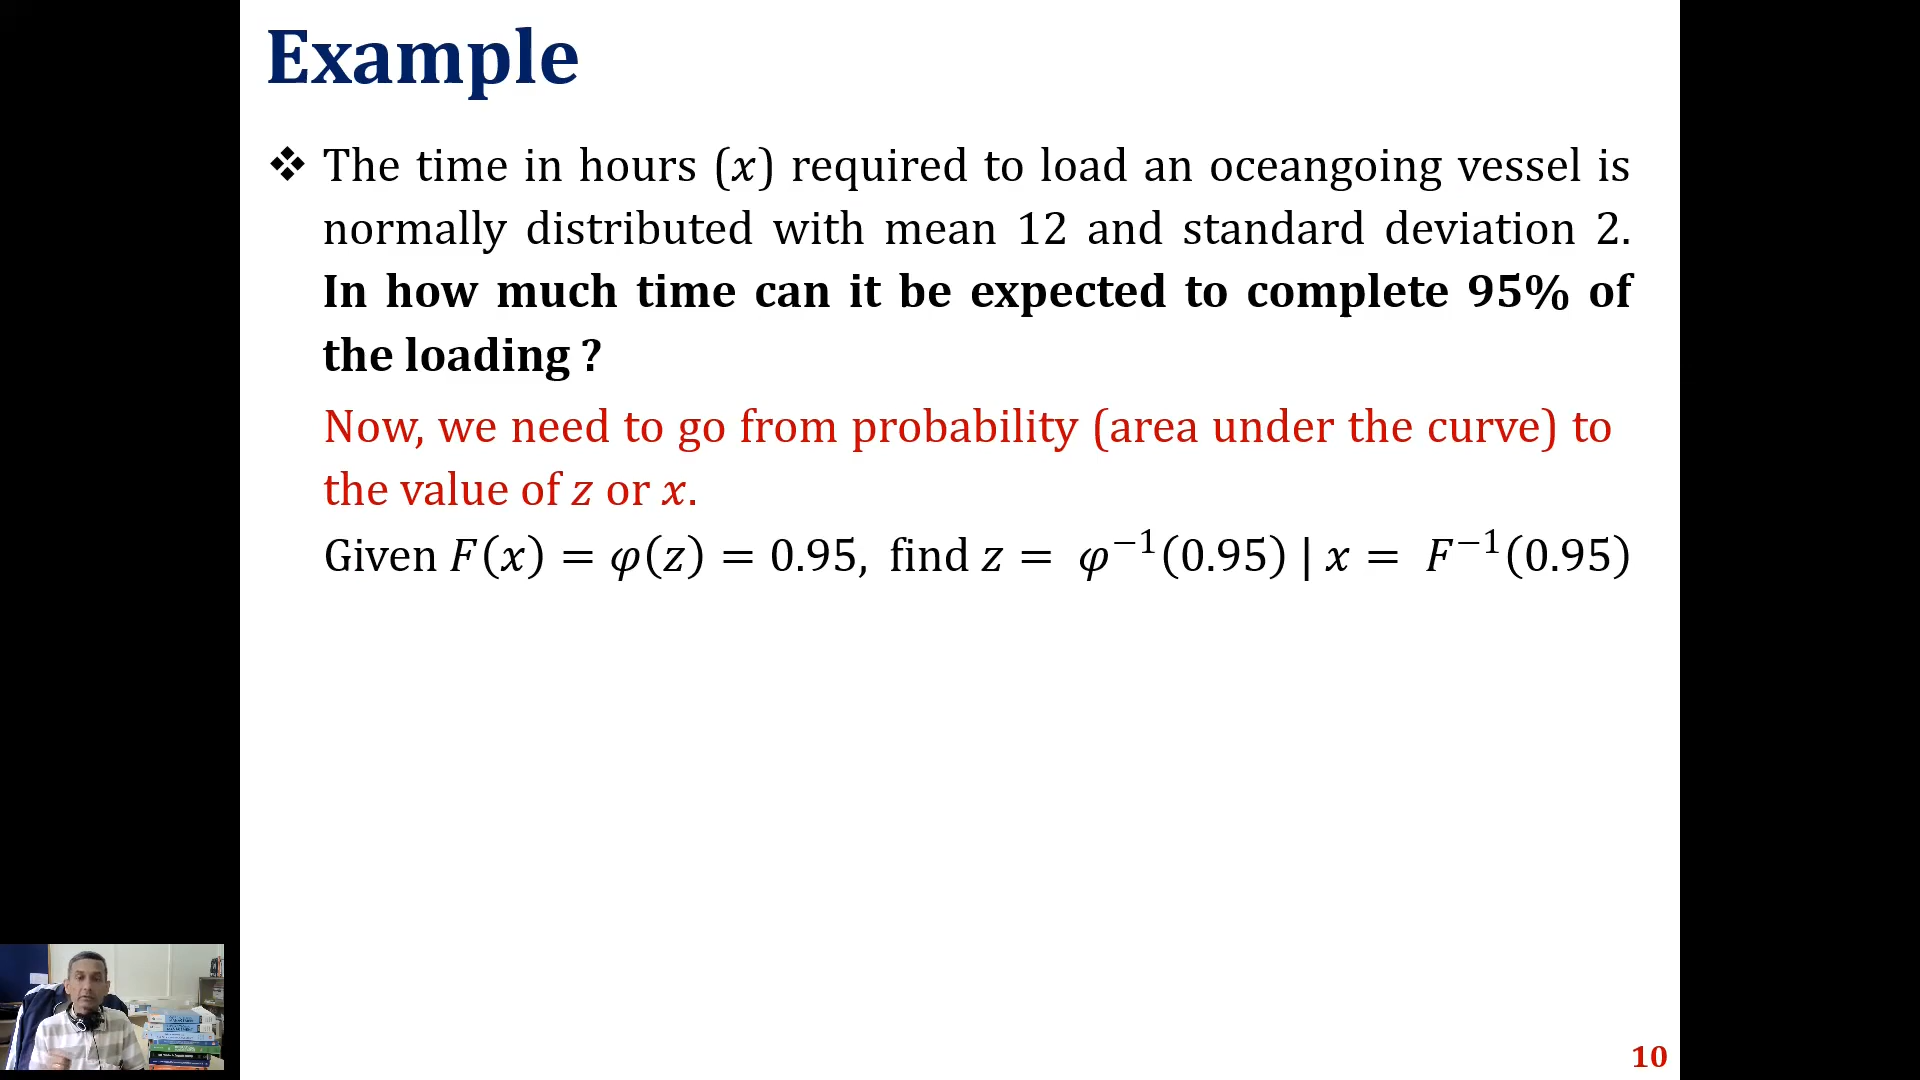 Example
❖ The time in hours (x) required to load an oceangoing vessel is
normally distributed with mean 12 and standard deviation 2.
In how much time can it be expected to complete 95% of
the loading ?
Now, we need to go from probability (area under the curve) to
the value of z or x.
Given F(x) = φ(z) = 0.95, find z = φ⁻¹(0.95) | x = F⁻¹(0.95)
10